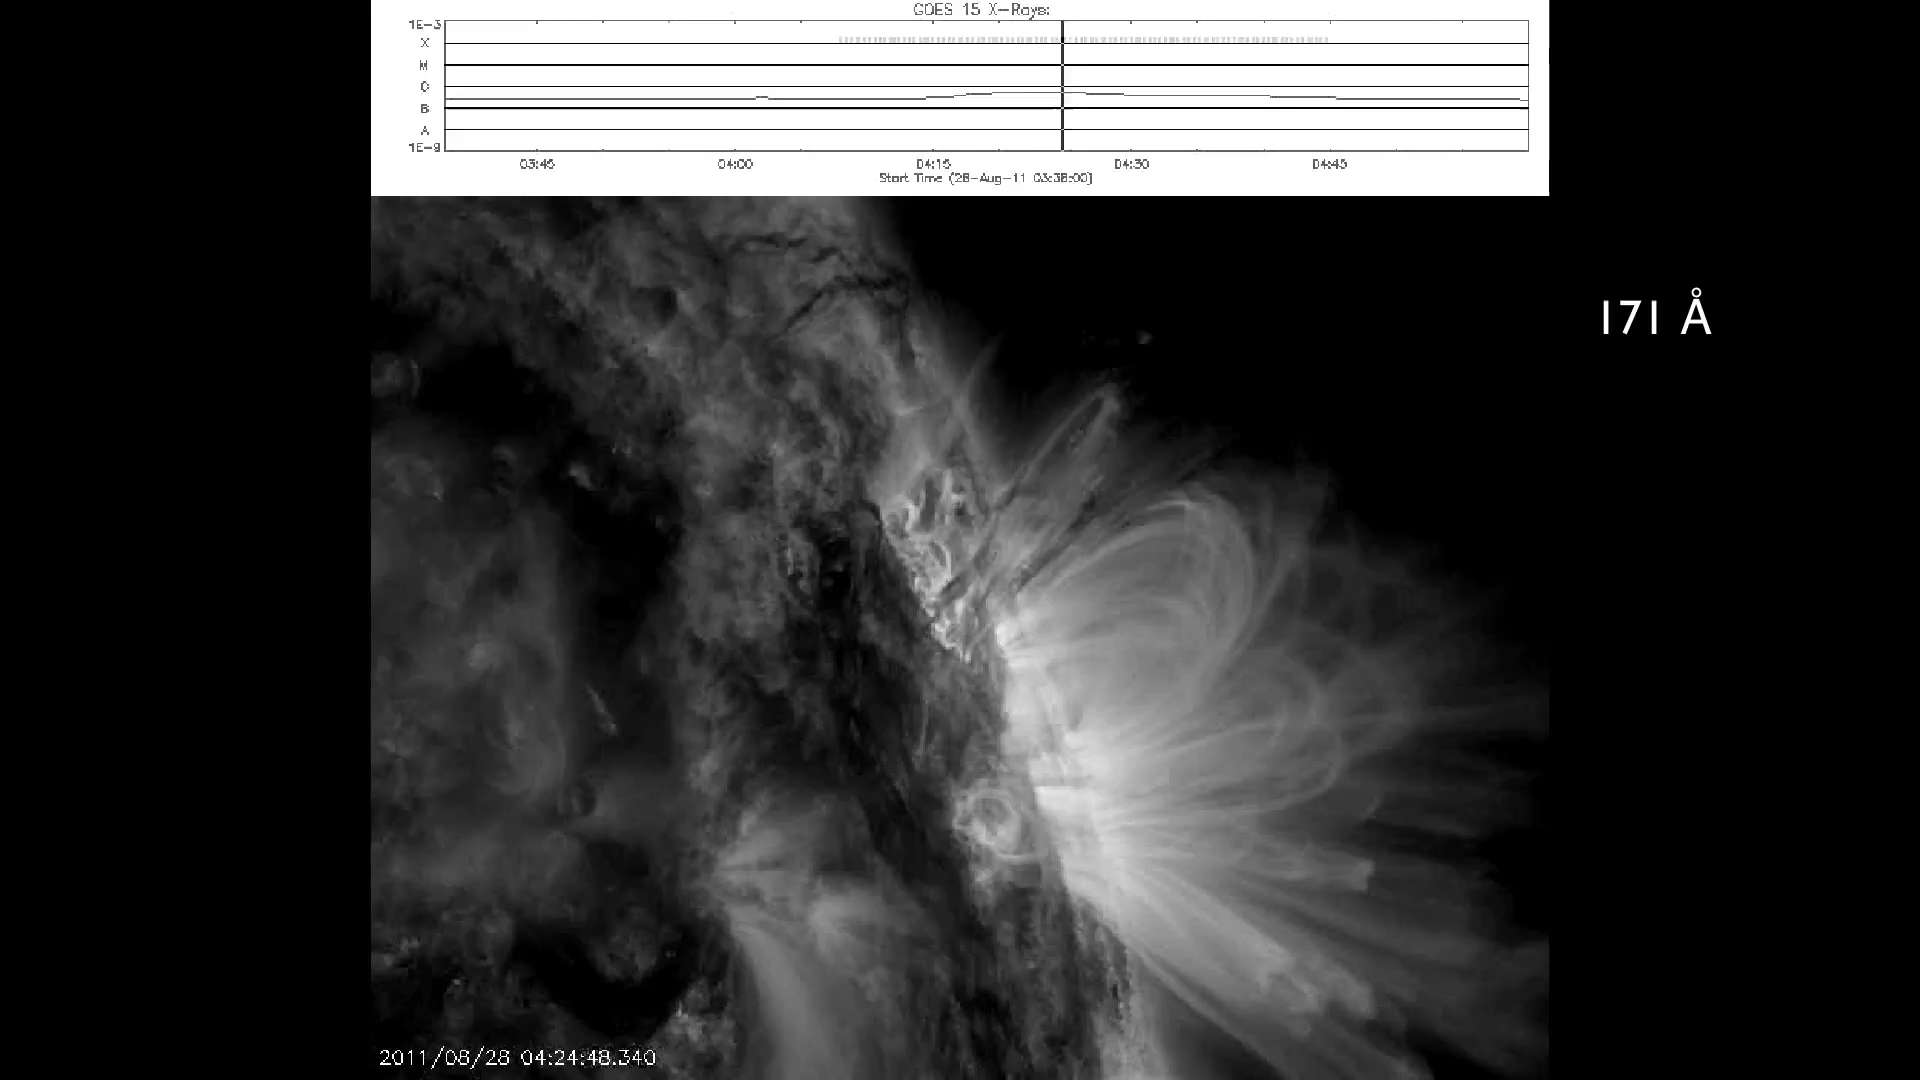 GOES 15 X-Rays:
1E-3
X
M
C
B
A
1E-9
03:45 04:00 04:15 04:30 04:45
Start Time (28-Aug-11 03:38:00)
171 Å
2011/08/28 04:24:48.340